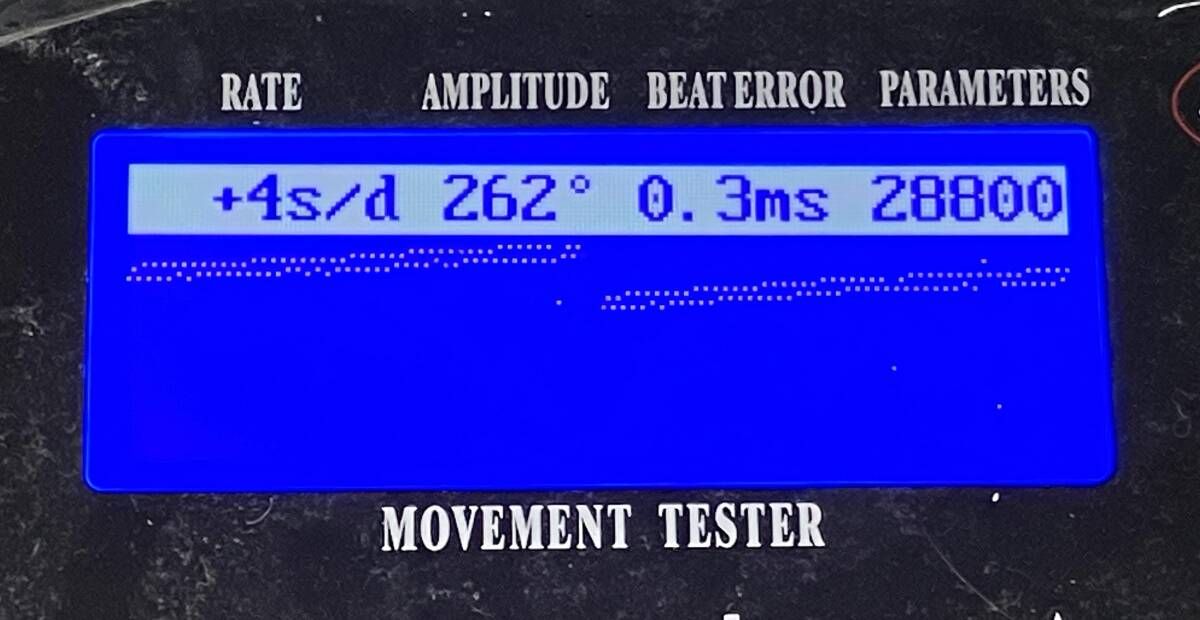 RATE AMPLITUDE BEAT ERROR PARAMETERS
+4s/d 262° 0.3ms 28800
MOVEMENT TESTER